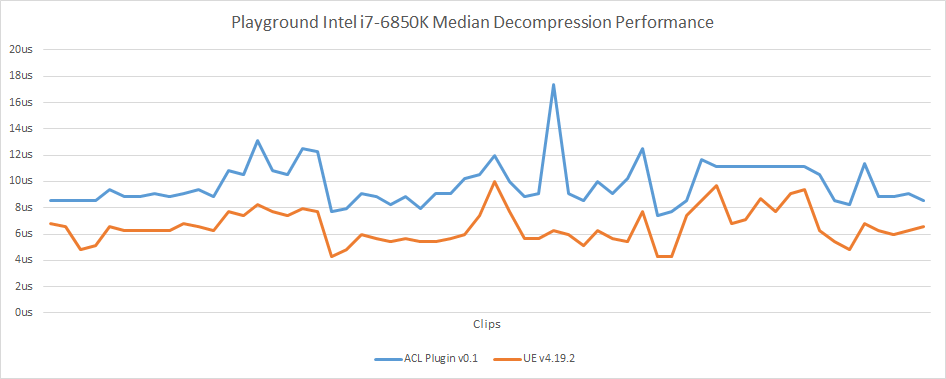 Playground Intel i7-6850K Median Decompression Performance
20us
18us
16us
14us
12us
10us
8us
6us
4us
2us
0us
Clips
ACL Plugin v0.1
UE v4.19.2